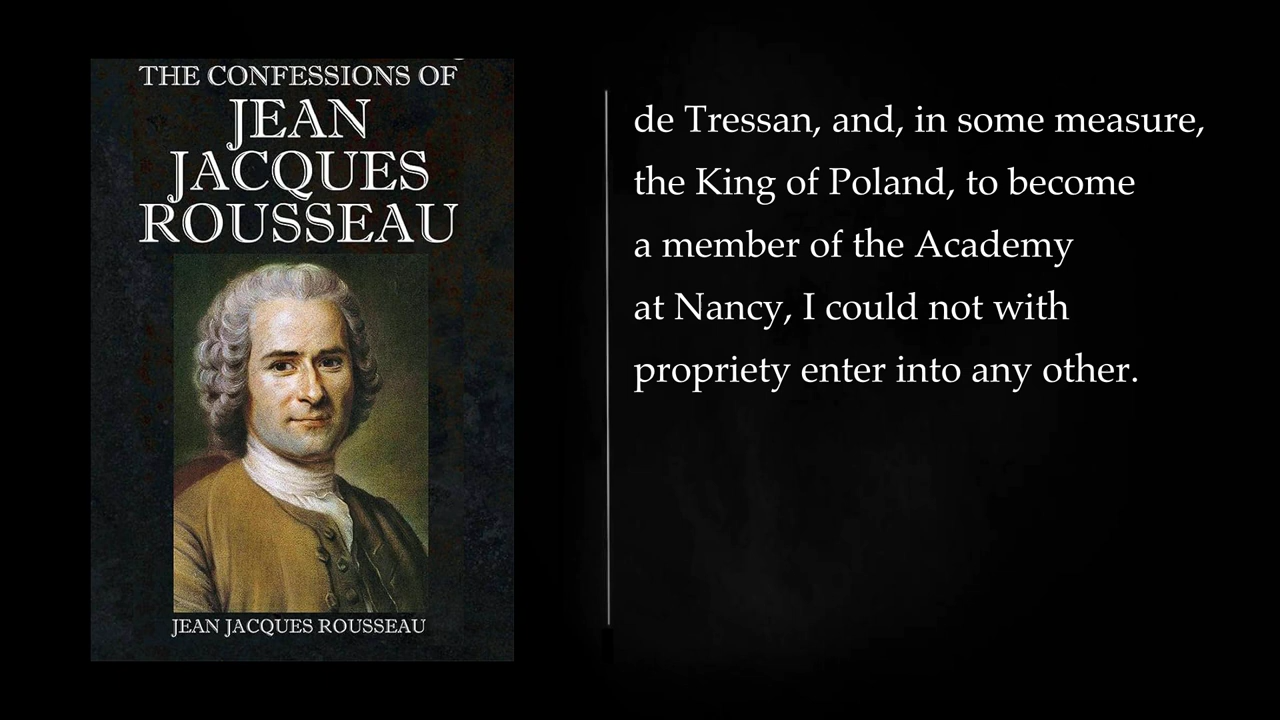 THE CONFESSIONS OF
JEAN
JACQUES
ROUSSEAU
JEAN JACQUES ROUSSEAU
de Tressan, and, in some measure,
the King of Poland, to become
a member of the Academy
at Nancy, I could not with
propriety enter into any other.